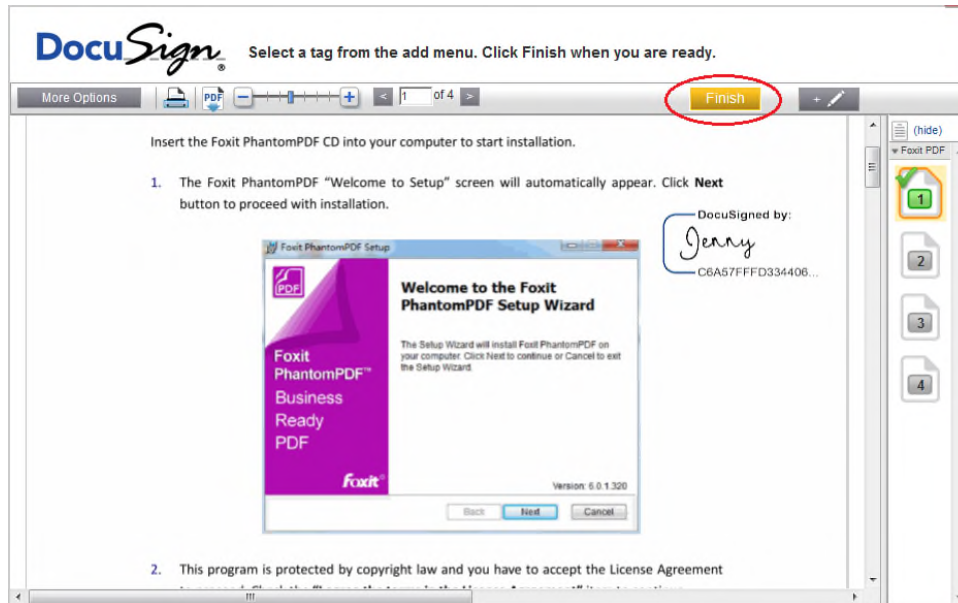 DocuSign® Select a tag from the add menu. Click Finish when you are ready.
More Options PDF − + < 1 of 4 > Finish +
(hide)
Foxit PDF
1
2
3
4
Insert the Foxit PhantomPDF CD into your computer to start installation.
1. The Foxit PhantomPDF “Welcome to Setup” screen will automatically appear. Click Next
button to proceed with installation.
DocuSigned by:
Jenny
C6A57FFFD334406...
Foxit PhantomPDF Setup
PDF
Welcome to the Foxit
PhantomPDF Setup Wizard
The Setup Wizard will install Foxit PhantomPDF on
your computer. Click Next to continue or Cancel to exit
the Setup Wizard.
Foxit
PhantomPDF™
Business
Ready
PDF
foxit®
Version: 6.0.1.320
Back Next Cancel
2. This program is protected by copyright law and you have to accept the License Agreement